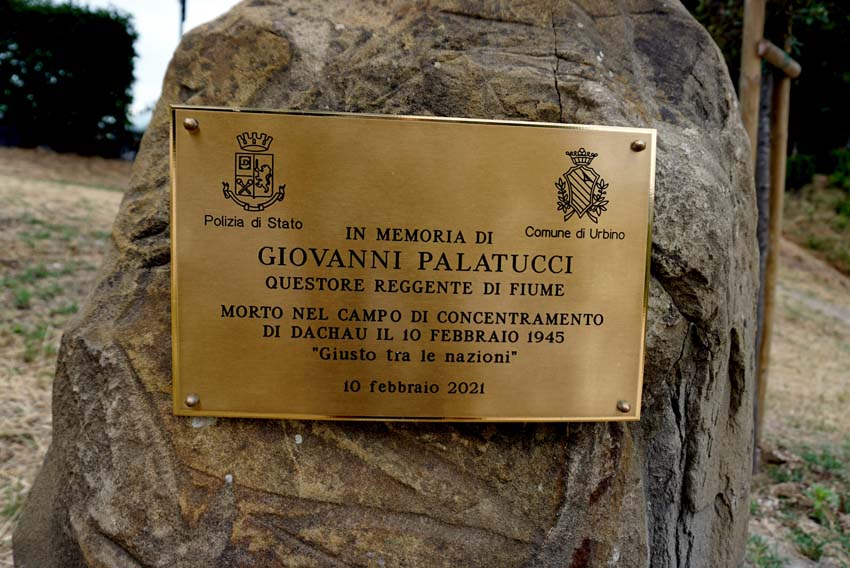 Polizia di Stato
Comune di Urbino
IN MEMORIA DI
GIOVANNI PALATUCCI
QUESTORE REGGENTE DI FIUME
MORTO NEL CAMPO DI CONCENTRAMENTO
DI DACHAU IL 10 FEBBRAIO 1945
"Giusto tra le nazioni"
10 febbraio 2021